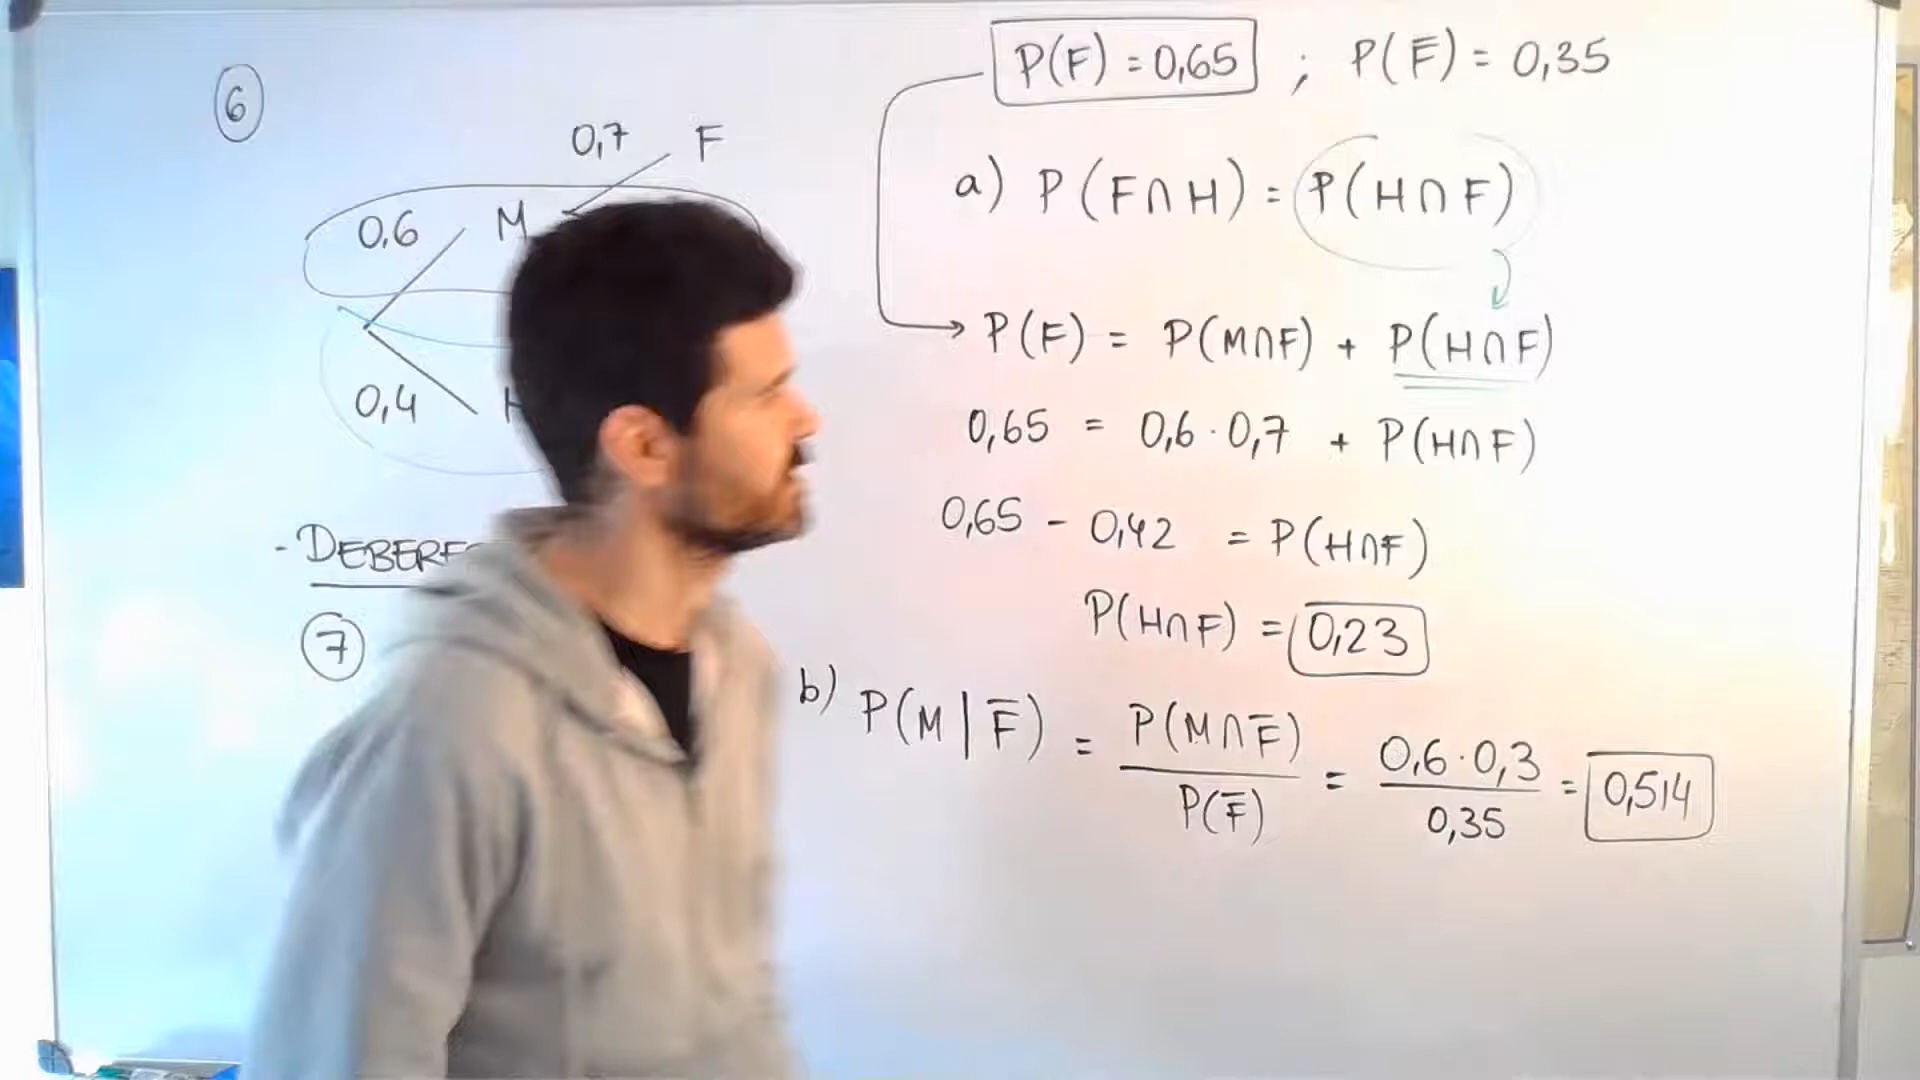 6
0,7 F
0,6 M
0,4
- DEBERES
7
P(F) = 0,65 ; P(F̄) = 0,35
a) P(F∩H) = P(H∩F)
P(F) = P(M∩F) + P(H∩F)
0,65 = 0,6·0,7 + P(H∩F)
0,65 - 0,42 = P(H∩F)
P(H∩F) = 0,23
b) P(M|F̄) = P(M∩F̄) / P(F̄) = 0,6·0,3 / 0,35 = 0,514